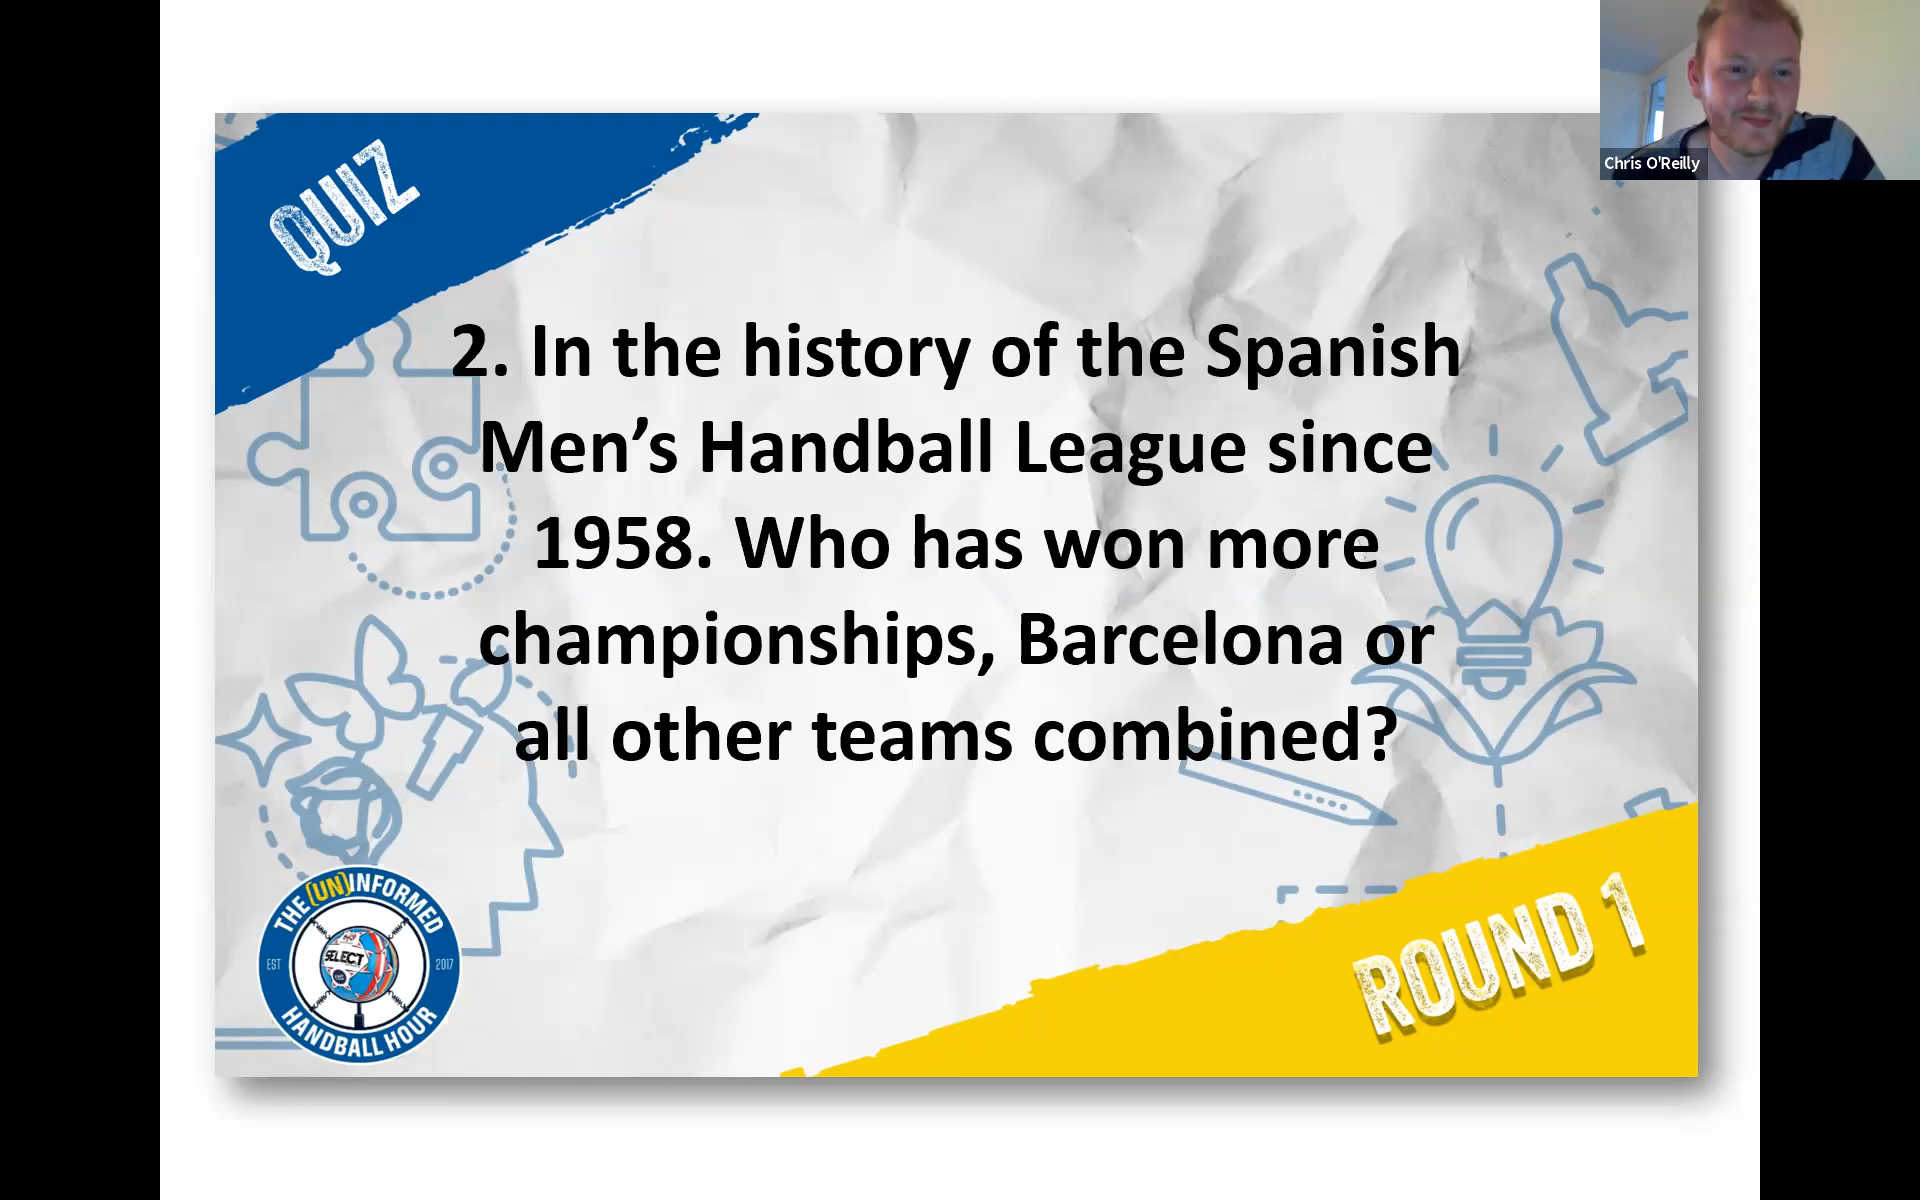 Chris O'Reilly
QUIZ
2. In the history of the Spanish
Men's Handball League since
1958. Who has won more
championships, Barcelona or
all other teams combined?
THE (UN)INFORMED
SELECT
EST
2017
HANDBALL HOUR
ROUND 1